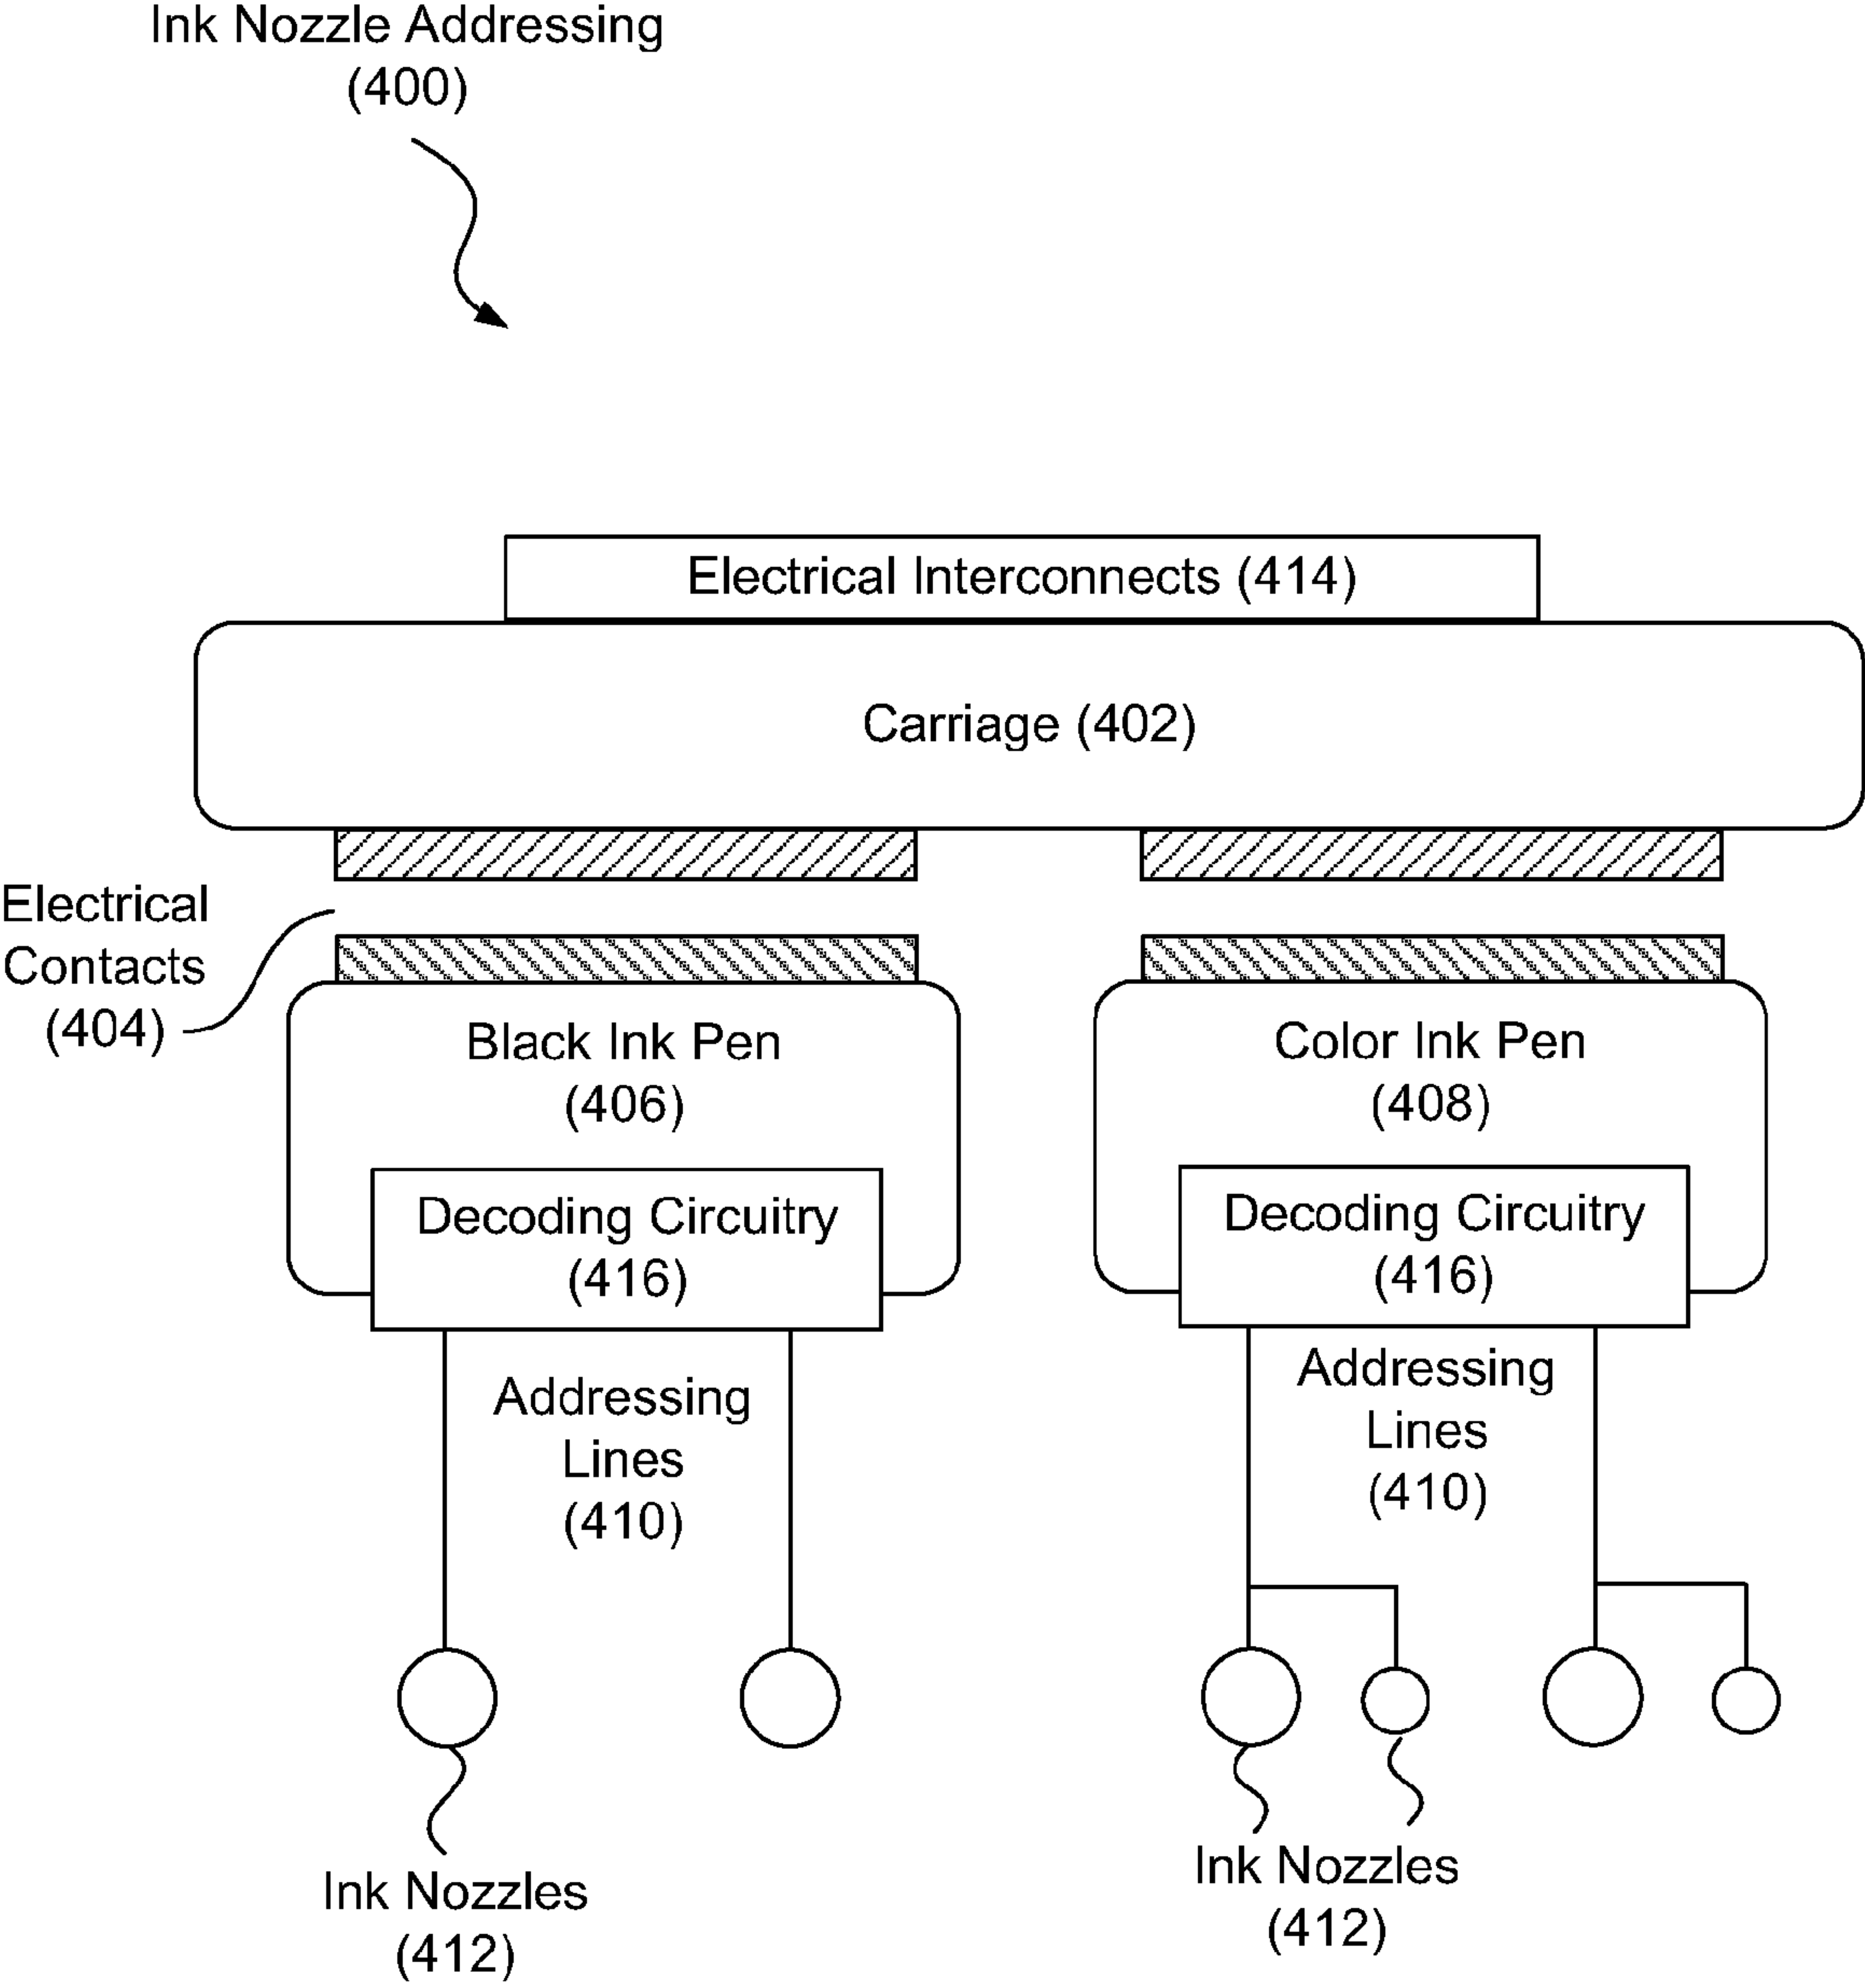 Ink Nozzle Addressing
(400)
Electrical Interconnects (414)
Carriage (402)
Electrical
Contacts
(404)
Black Ink Pen
(406)
Decoding Circuitry
(416)
Addressing
Lines
(410)
Ink Nozzles
(412)
Color Ink Pen
(408)
Decoding Circuitry
(416)
Addressing
Lines
(410)
Ink Nozzles
(412)